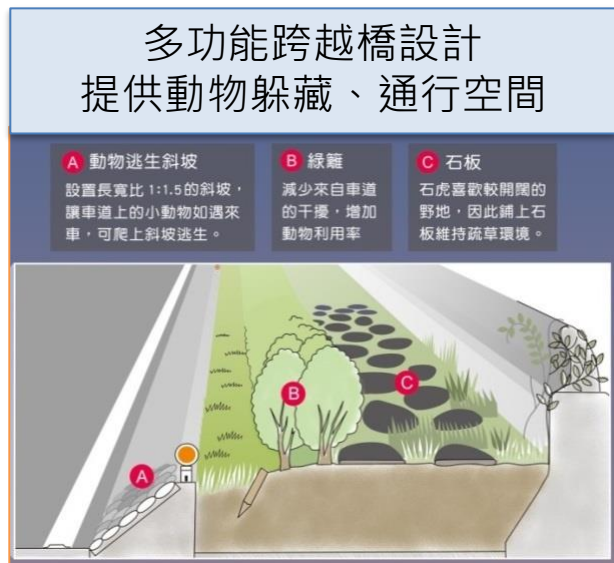 多功能跨越橋設計
提供動物躲藏、通行空間
A 動物逃生斜坡
設置長寬比1:1.5的斜坡，
讓車道上的小動物如遇來
車，可爬上斜坡逃生。
B 綠籬
減少來自車道
的干擾，增加
動物利用率
C 石板
石虎喜歡較開闊的
野地，因此鋪上石
板維持疏草環境。
B
C
A